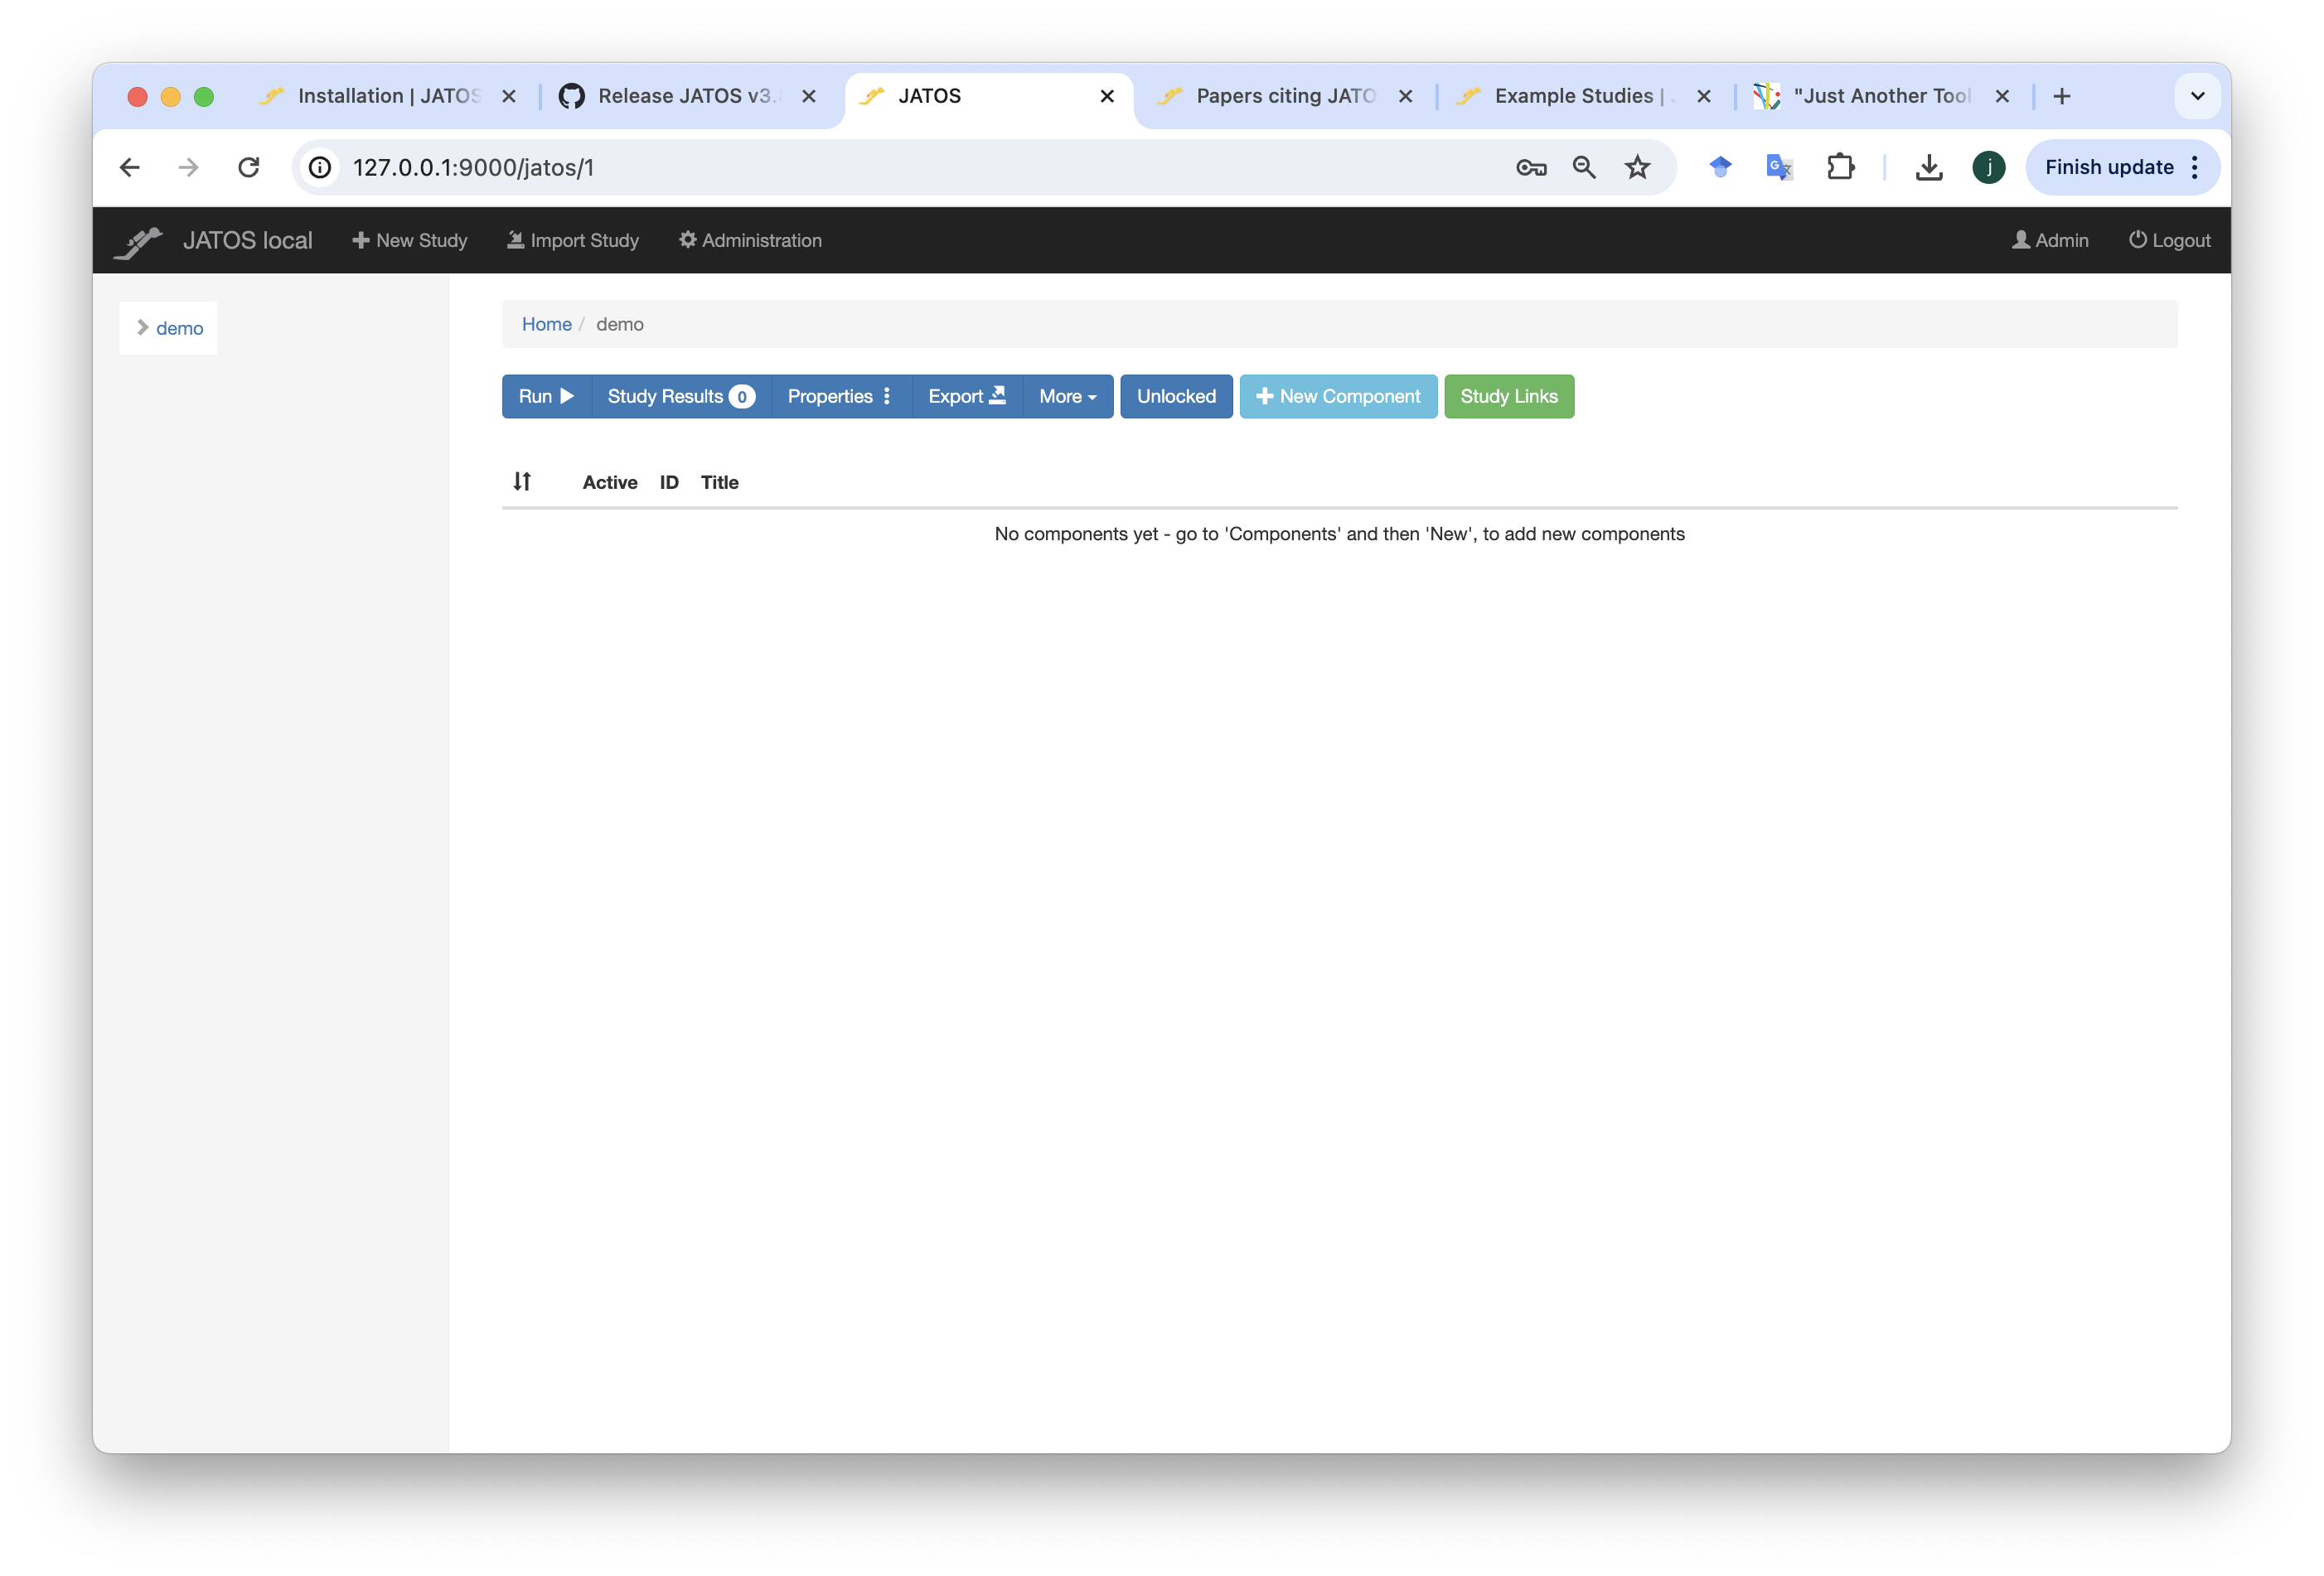 Installation | JATOS
Release JATOS v3.
JATOS
Papers citing JATO
Example Studies |
"Just Another Tool
127.0.0.1:9000/jatos/1
j
Finish update
JATOS local
New Study
Import Study
Administration
Admin
Logout
demo
Home / demo
Run
Study Results 0
Properties
Export
More
Unlocked
New Component
Study Links
Active ID Title
No components yet - go to 'Components' and then 'New', to add new components